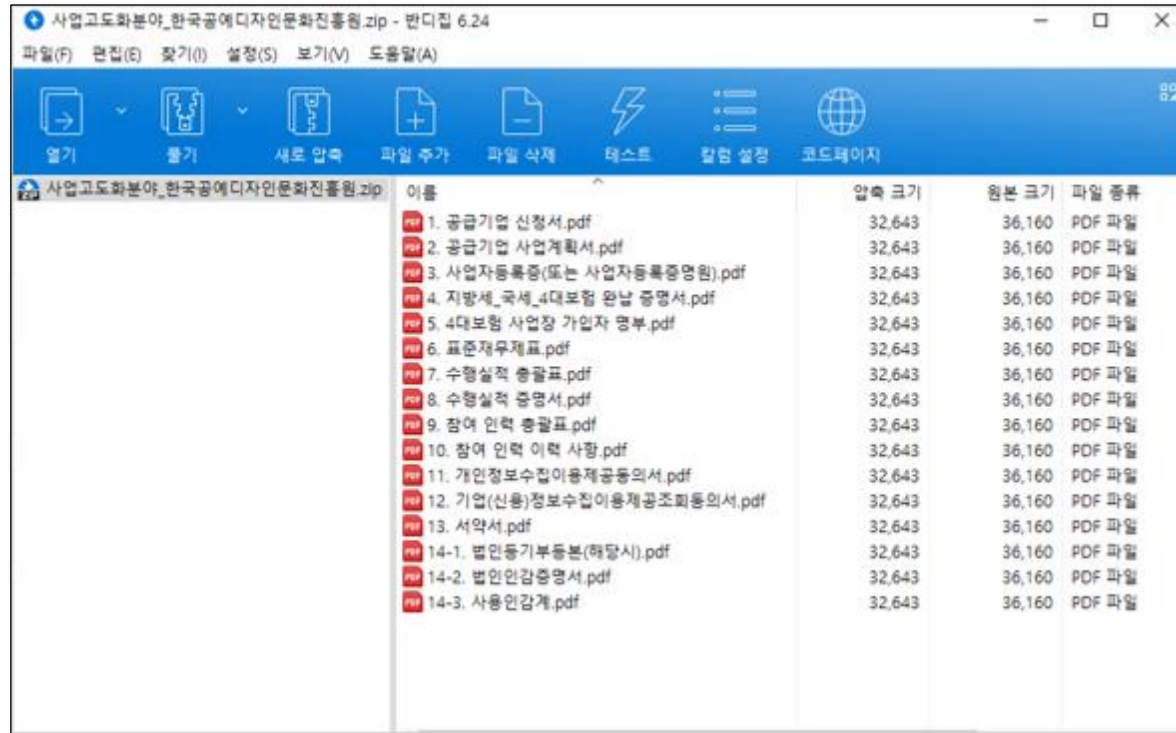 사업고도화분야_한국공예디자인문화진흥원.zip - 반디집 6.24
파일(F) 편집(E) 찾기(I) 설정(S) 보기(V) 도움말(A)
열기 풀기 새로 압축 파일 추가 파일 삭제 테스트 칼럼 설정 코드페이지
사업고도화분야_한국공예디자인문화진흥원.zip
이름 압축 크기 원본 크기 파일 종류
1. 공급기업 신청서.pdf 32,643 36,160 PDF 파일
2. 공급기업 사업계획서.pdf 32,643 36,160 PDF 파일
3. 사업자등록증(또는 사업자등록증명원).pdf 32,643 36,160 PDF 파일
4. 지방세_국세_4대보험 완납 증명서.pdf 32,643 36,160 PDF 파일
5. 4대보험 사업장 가입자 명부.pdf 32,643 36,160 PDF 파일
6. 표준재무제표.pdf 32,643 36,160 PDF 파일
7. 수행실적 총괄표.pdf 32,643 36,160 PDF 파일
8. 수행실적 증명서.pdf 32,643 36,160 PDF 파일
9. 참여 인력 총괄표.pdf 32,643 36,160 PDF 파일
10. 참여 인력 이력 사항.pdf 32,643 36,160 PDF 파일
11. 개인정보수집이용제공동의서.pdf 32,643 36,160 PDF 파일
12. 기업(신용)정보수집이용제공조회동의서.pdf 32,643 36,160 PDF 파일
13. 서약서.pdf 32,643 36,160 PDF 파일
14-1. 법인등기부등본(해당시).pdf 32,643 36,160 PDF 파일
14-2. 법인인감증명서.pdf 32,643 36,160 PDF 파일
14-3. 사용인감계.pdf 32,643 36,160 PDF 파일